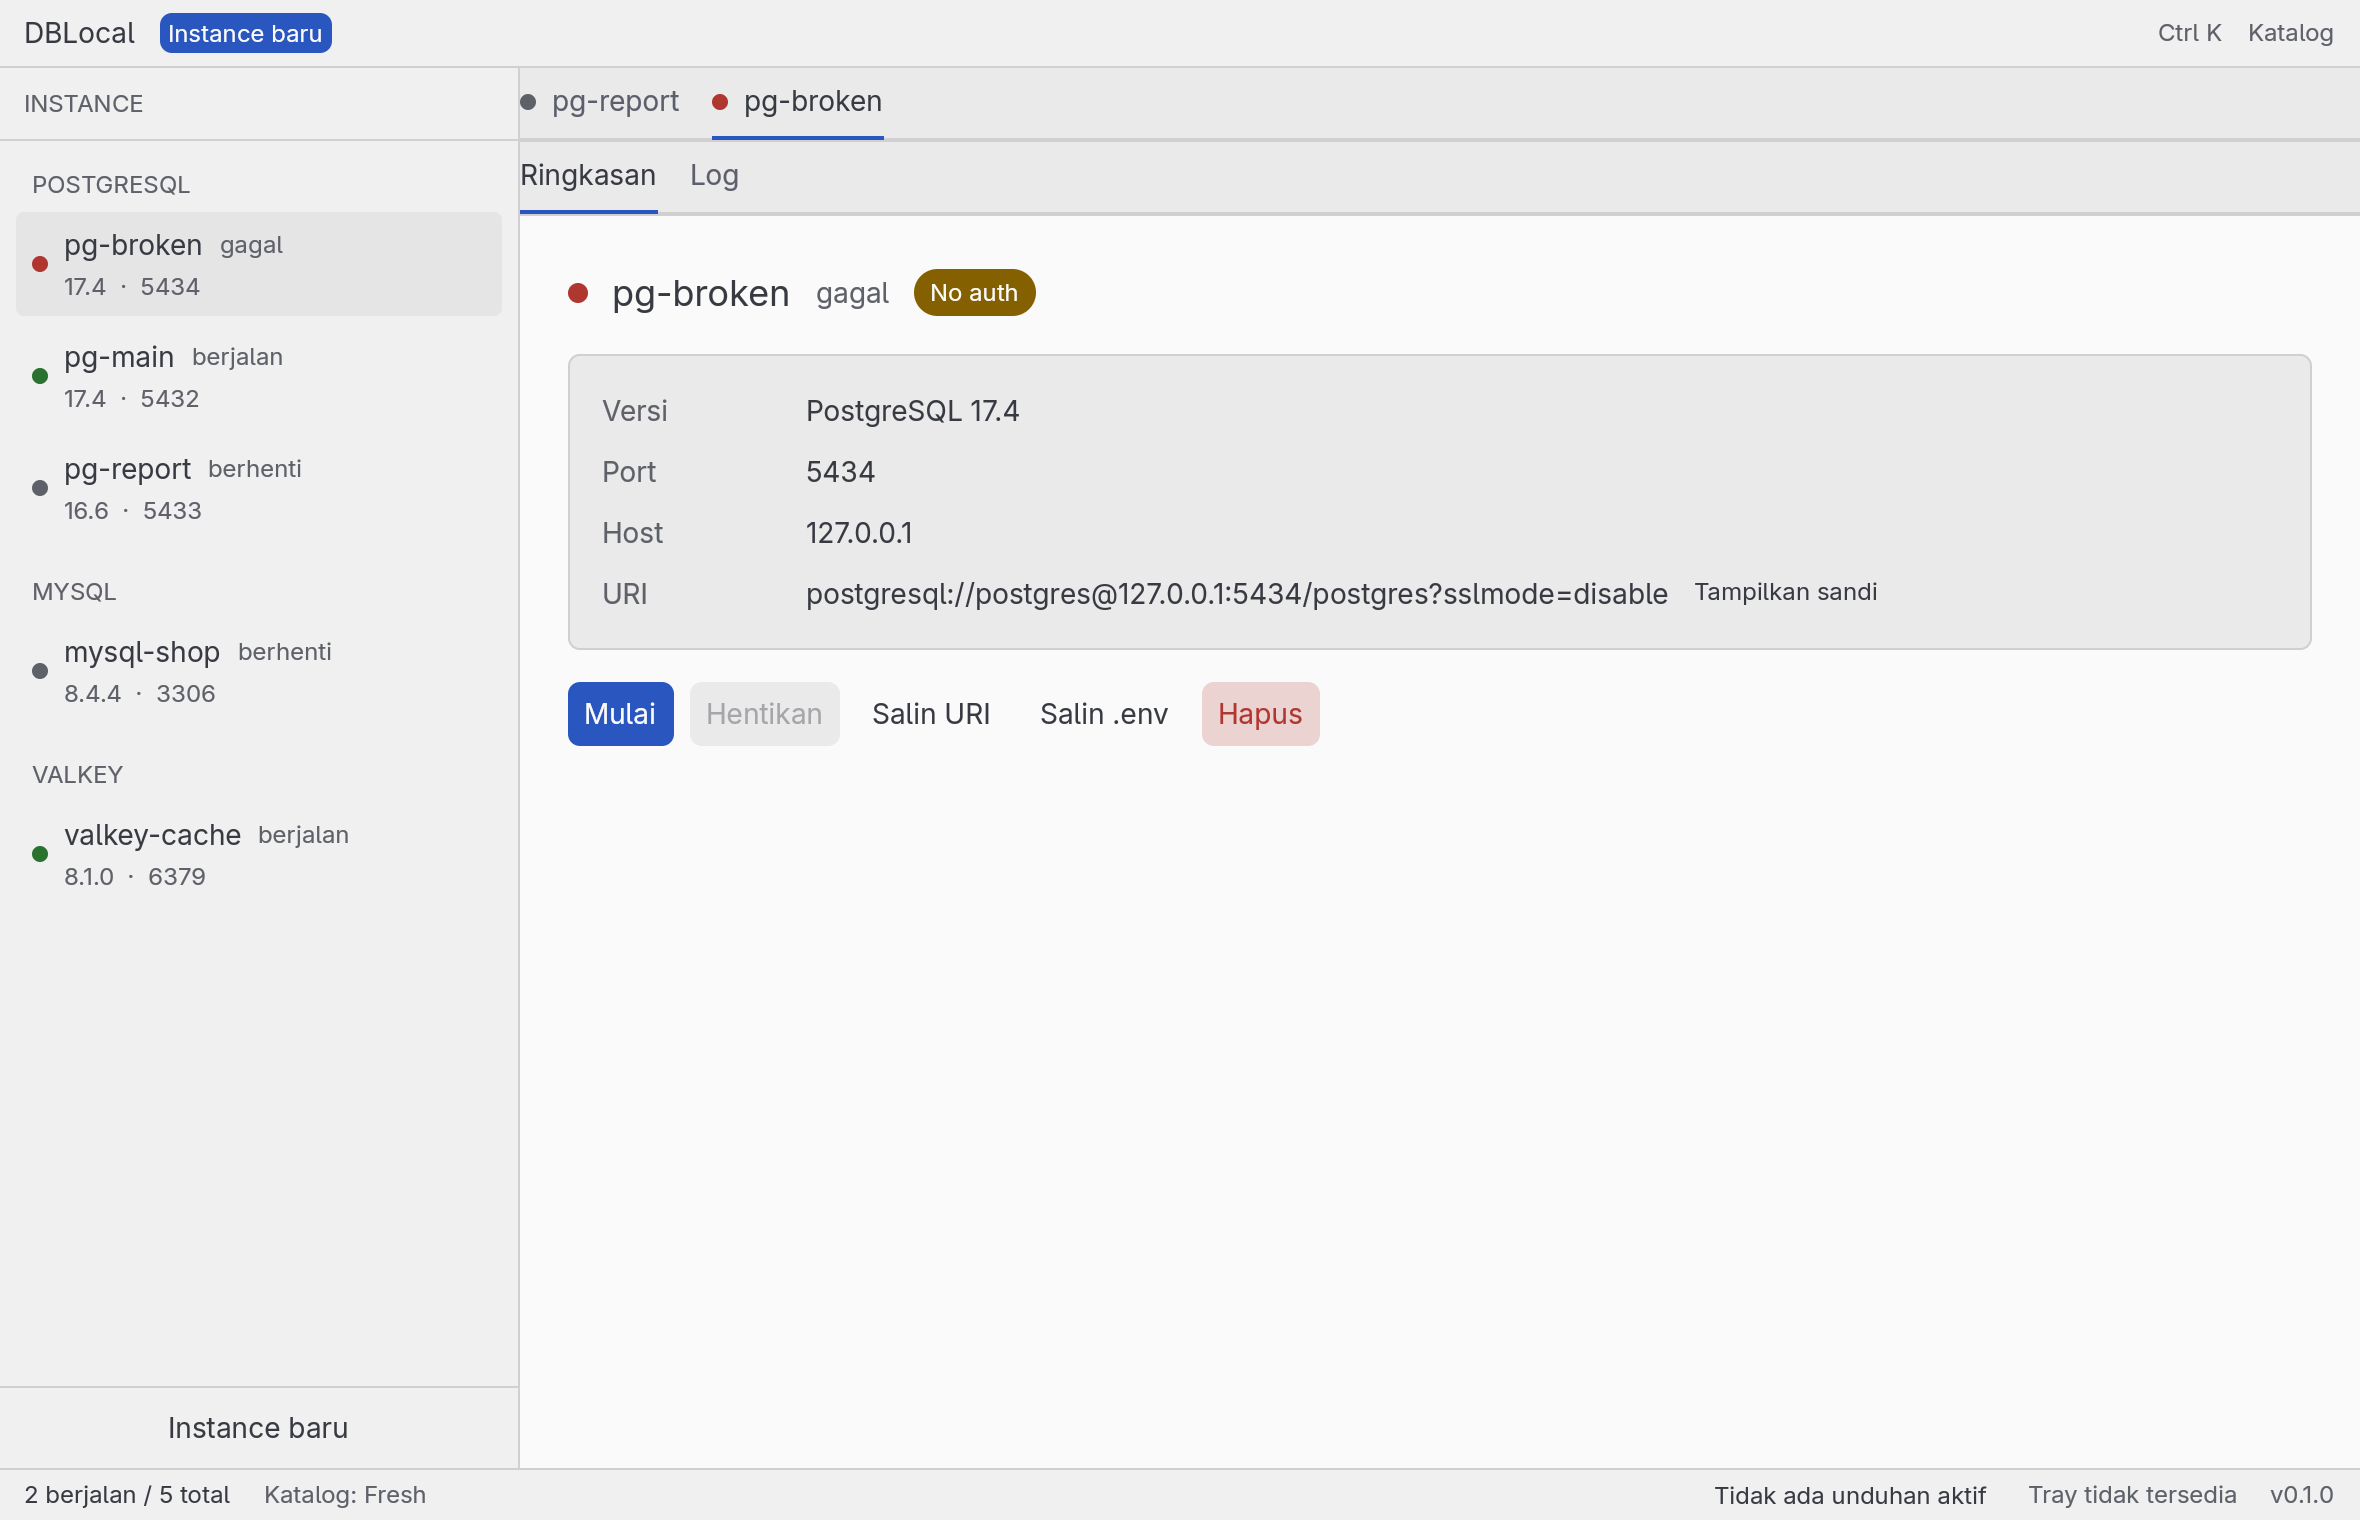 DBLocal Instance baru Ctrl K Katalog
INSTANCE
POSTGRESQL
pg-broken gagal
17.4 · 5434
pg-main berjalan
17.4 · 5432
pg-report berhenti
16.6 · 5433
MYSQL
mysql-shop berhenti
8.4.4 · 3306
VALKEY
valkey-cache berjalan
8.1.0 · 6379
Instance baru
pg-report pg-broken
Ringkasan Log
pg-broken gagal No auth
Versi PostgreSQL 17.4
Port 5434
Host 127.0.0.1
URI postgresql://postgres@127.0.0.1:5434/postgres?sslmode=disable Tampilkan sandi
Mulai Hentikan Salin URI Salin .env Hapus
2 berjalan / 5 total Katalog: Fresh Tidak ada unduhan aktif Tray tidak tersedia v0.1.0